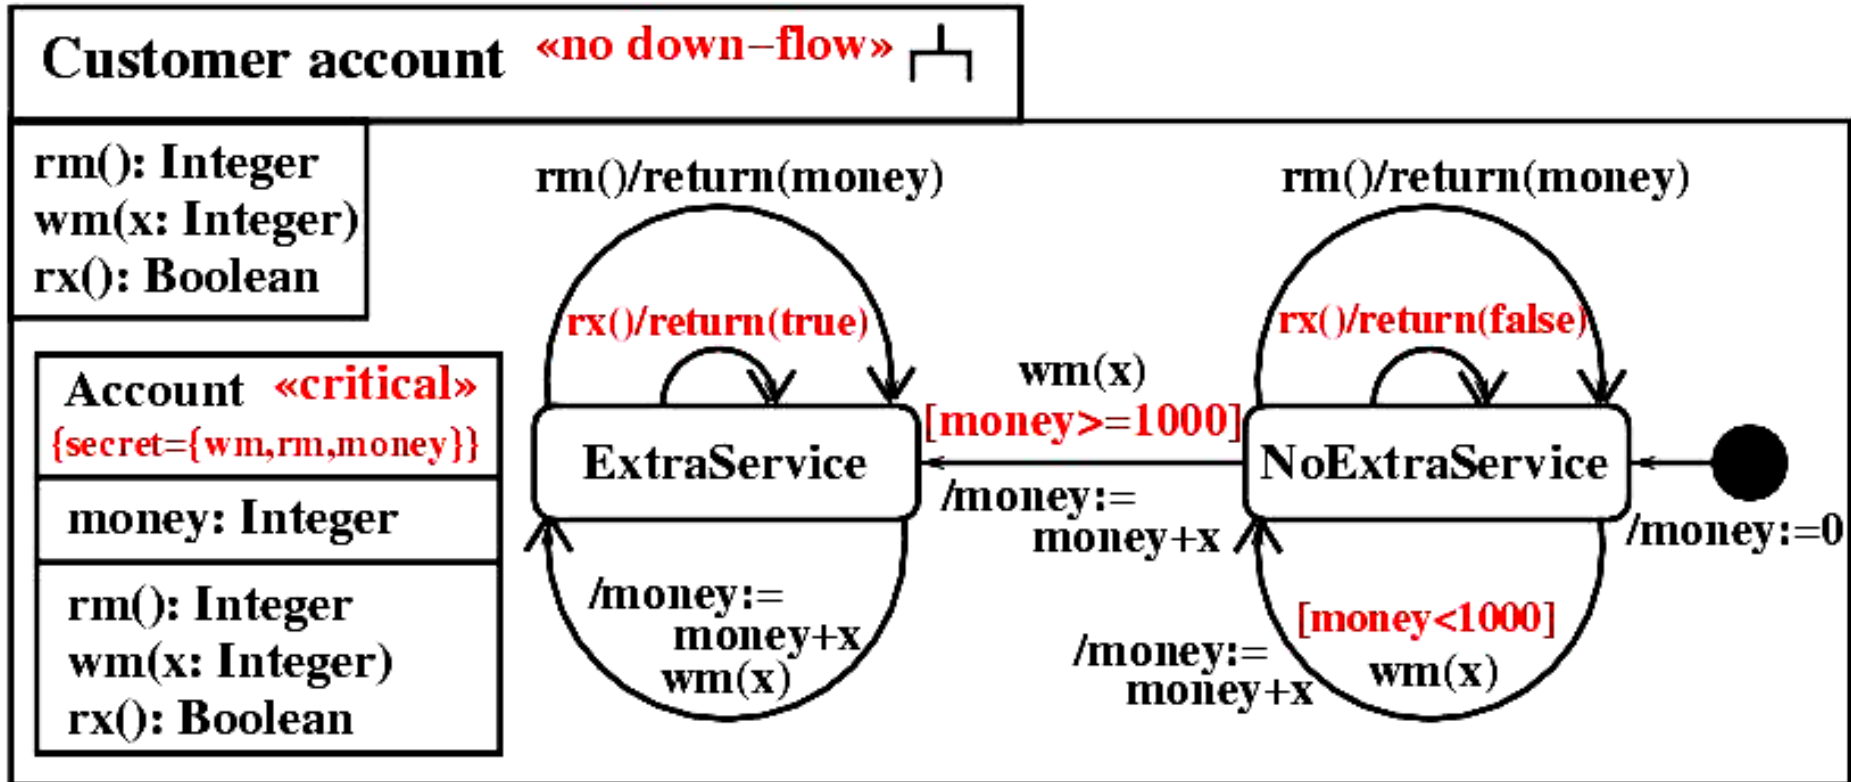 Customer account «no down–flow»
rm(): Integer
wm(x: Integer)
rx(): Boolean
Account «critical»
{secret={wm,rm,money}}
money: Integer
rm(): Integer
wm(x: Integer)
rx(): Boolean
rm()/return(money)
rx()/return(true)
ExtraService
/money:=
money+x
wm(x)
wm(x)
[money>=1000]
/money:=
money+x
rm()/return(money)
rx()/return(false)
NoExtraService
[money<1000]
wm(x)
/money:=
money+x
/money:=0